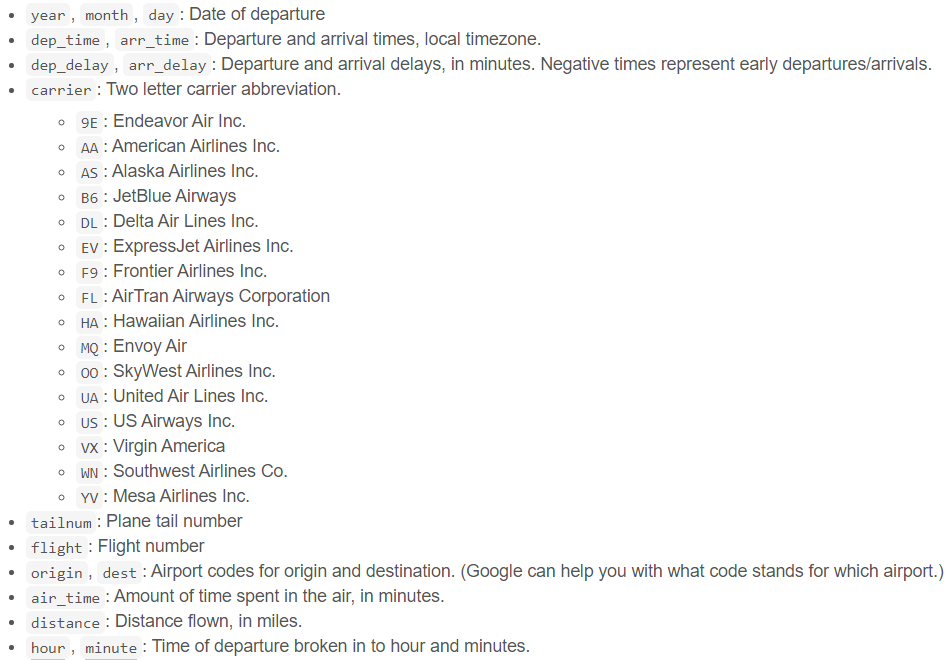 year, month, day: Date of departure
dep_time, arr_time: Departure and arrival times, local timezone.
dep_delay, arr_delay: Departure and arrival delays, in minutes. Negative times represent early departures/arrivals.
carrier: Two letter carrier abbreviation.
9E: Endeavor Air Inc.
AA: American Airlines Inc.
AS: Alaska Airlines Inc.
B6: JetBlue Airways
DL: Delta Air Lines Inc.
EV: ExpressJet Airlines Inc.
F9: Frontier Airlines Inc.
FL: AirTran Airways Corporation
HA: Hawaiian Airlines Inc.
MQ: Envoy Air
OO: SkyWest Airlines Inc.
UA: United Air Lines Inc.
US: US Airways Inc.
VX: Virgin America
WN: Southwest Airlines Co.
YV: Mesa Airlines Inc.
tailnum: Plane tail number
flight: Flight number
origin, dest: Airport codes for origin and destination. (Google can help you with what code stands for which airport.)
air_time: Amount of time spent in the air, in minutes.
distance: Distance flown, in miles.
hour, minute: Time of departure broken in to hour and minutes.